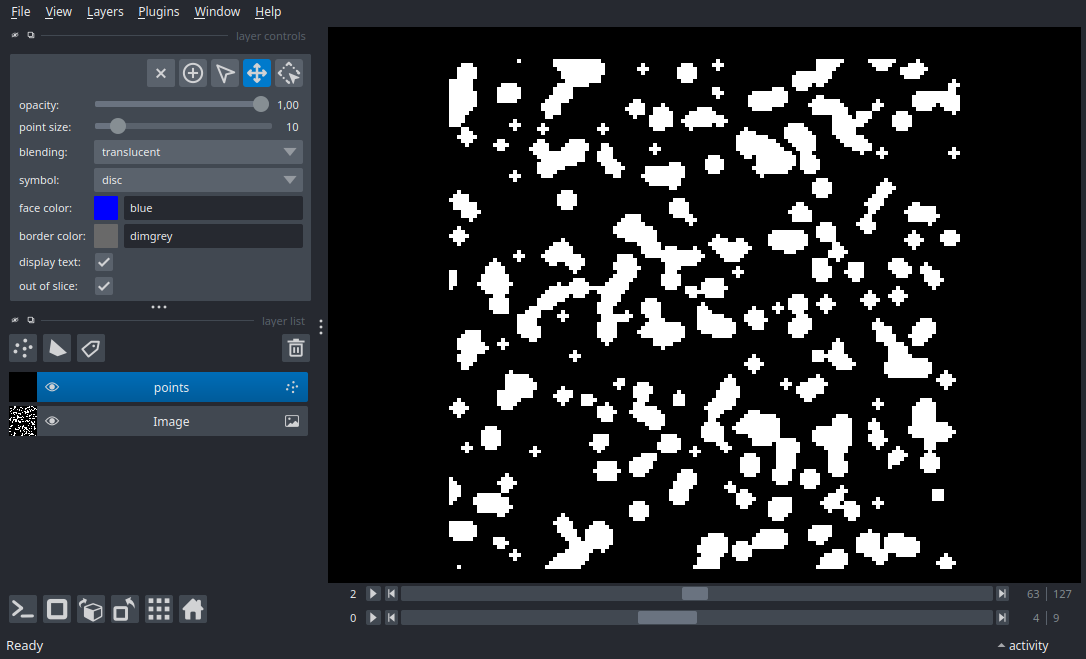 File View Layers Plugins Window Help
layer controls
opacity: 1,00
point size: 10
blending: translucent
symbol: disc
face color: blue
border color: dimgrey
display text:
out of slice:
layer list
points
Image
2 63 127
0 4 9
Ready activity